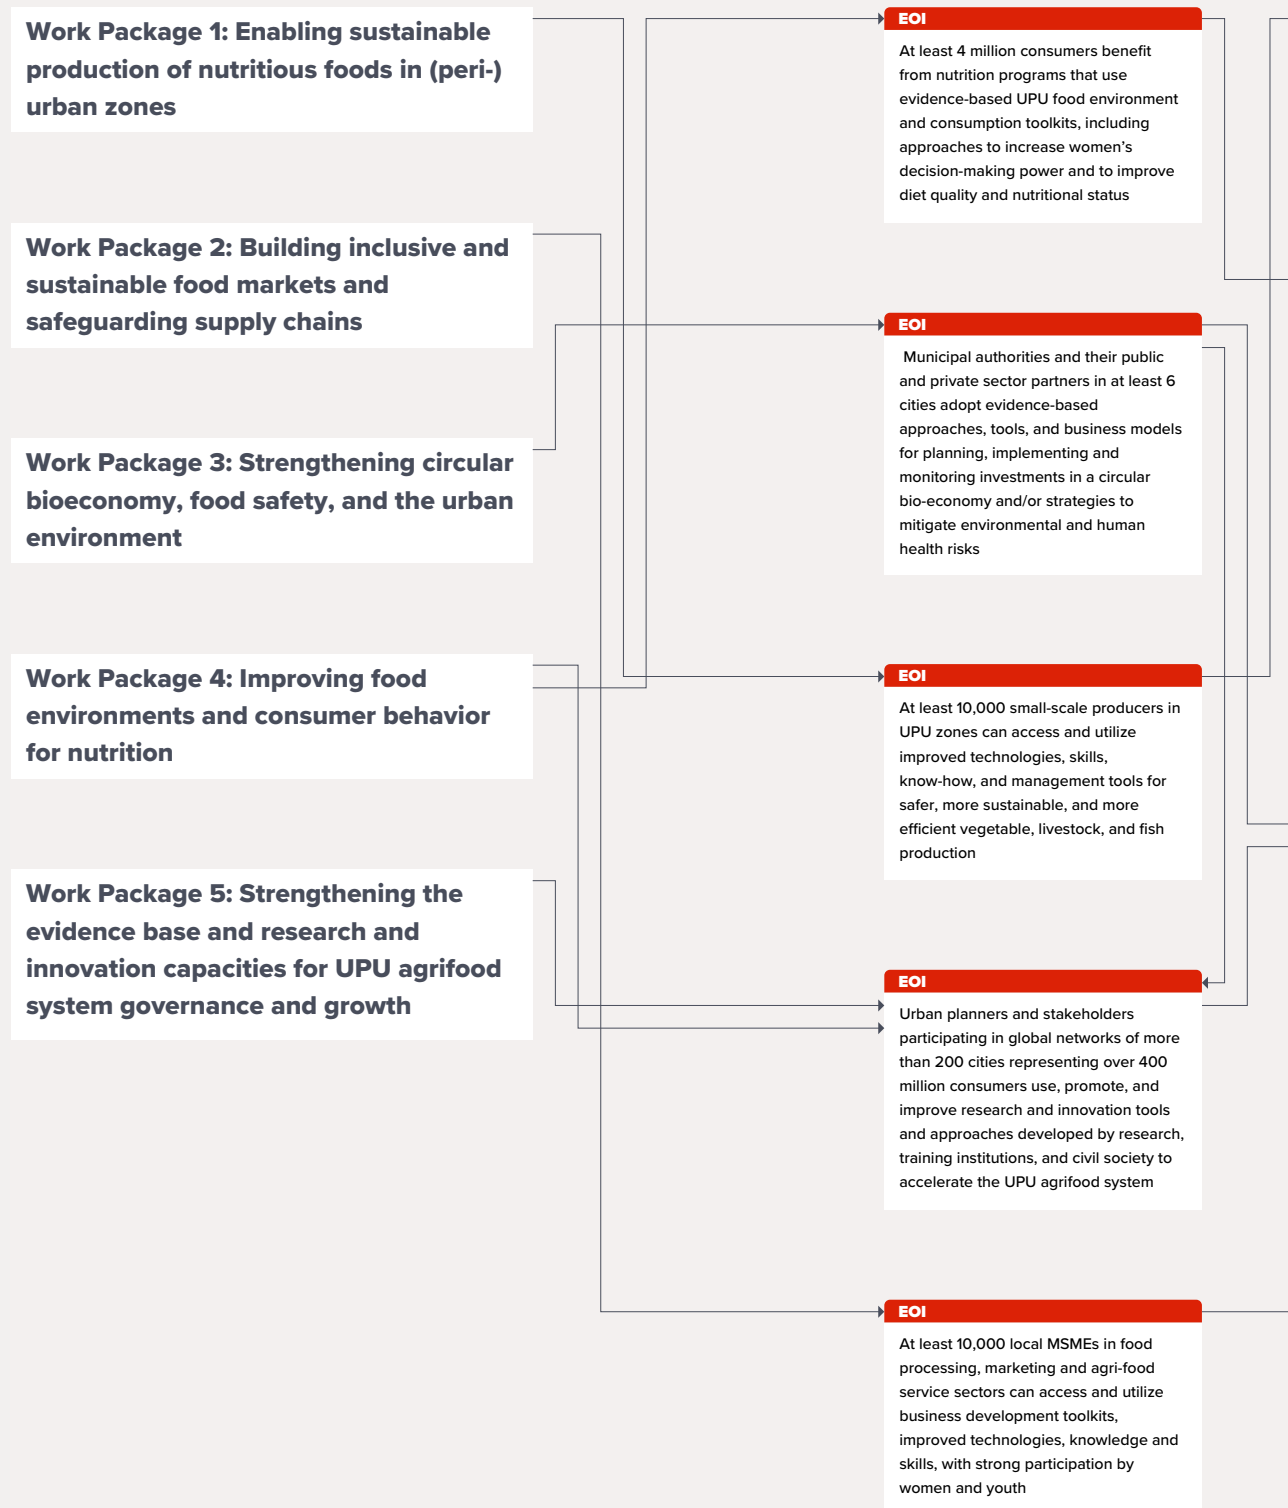 Work Package 1: Enabling sustainable
production of nutritious foods in (peri-)
urban zones
Work Package 2: Building inclusive and
sustainable food markets and
safeguarding supply chains
Work Package 3: Strengthening circular
bioeconomy, food safety, and the urban
environment
Work Package 4: Improving food
environments and consumer behavior
for nutrition
Work Package 5: Strengthening the
evidence base and research and
innovation capacities for UPU agrifood
system governance and growth
EOI
At least 4 million consumers benefit
from nutrition programs that use
evidence-based UPU food environment
and consumption toolkits, including
approaches to increase women's
decision-making power and to improve
diet quality and nutritional status
EOI
Municipal authorities and their public
and private sector partners in at least 6
cities adopt evidence-based
approaches, tools, and business models
for planning, implementing and
monitoring investments in a circular
bio-economy and/or strategies to
mitigate environmental and human
health risks
EOI
At least 10,000 small-scale producers in
UPU zones can access and utilize
improved technologies, skills,
know-how, and management tools for
safer, more sustainable, and more
efficient vegetable, livestock, and fish
production
EOI
Urban planners and stakeholders
participating in global networks of more
than 200 cities representing over 400
million consumers use, promote, and
improve research and innovation tools
and approaches developed by research,
training institutions, and civil society to
accelerate the UPU agrifood system
EOI
At least 10,000 local MSMEs in food
processing, marketing and agri-food
service sectors can access and utilize
business development toolkits,
improved technologies, knowledge and
skills, with strong participation by
women and youth